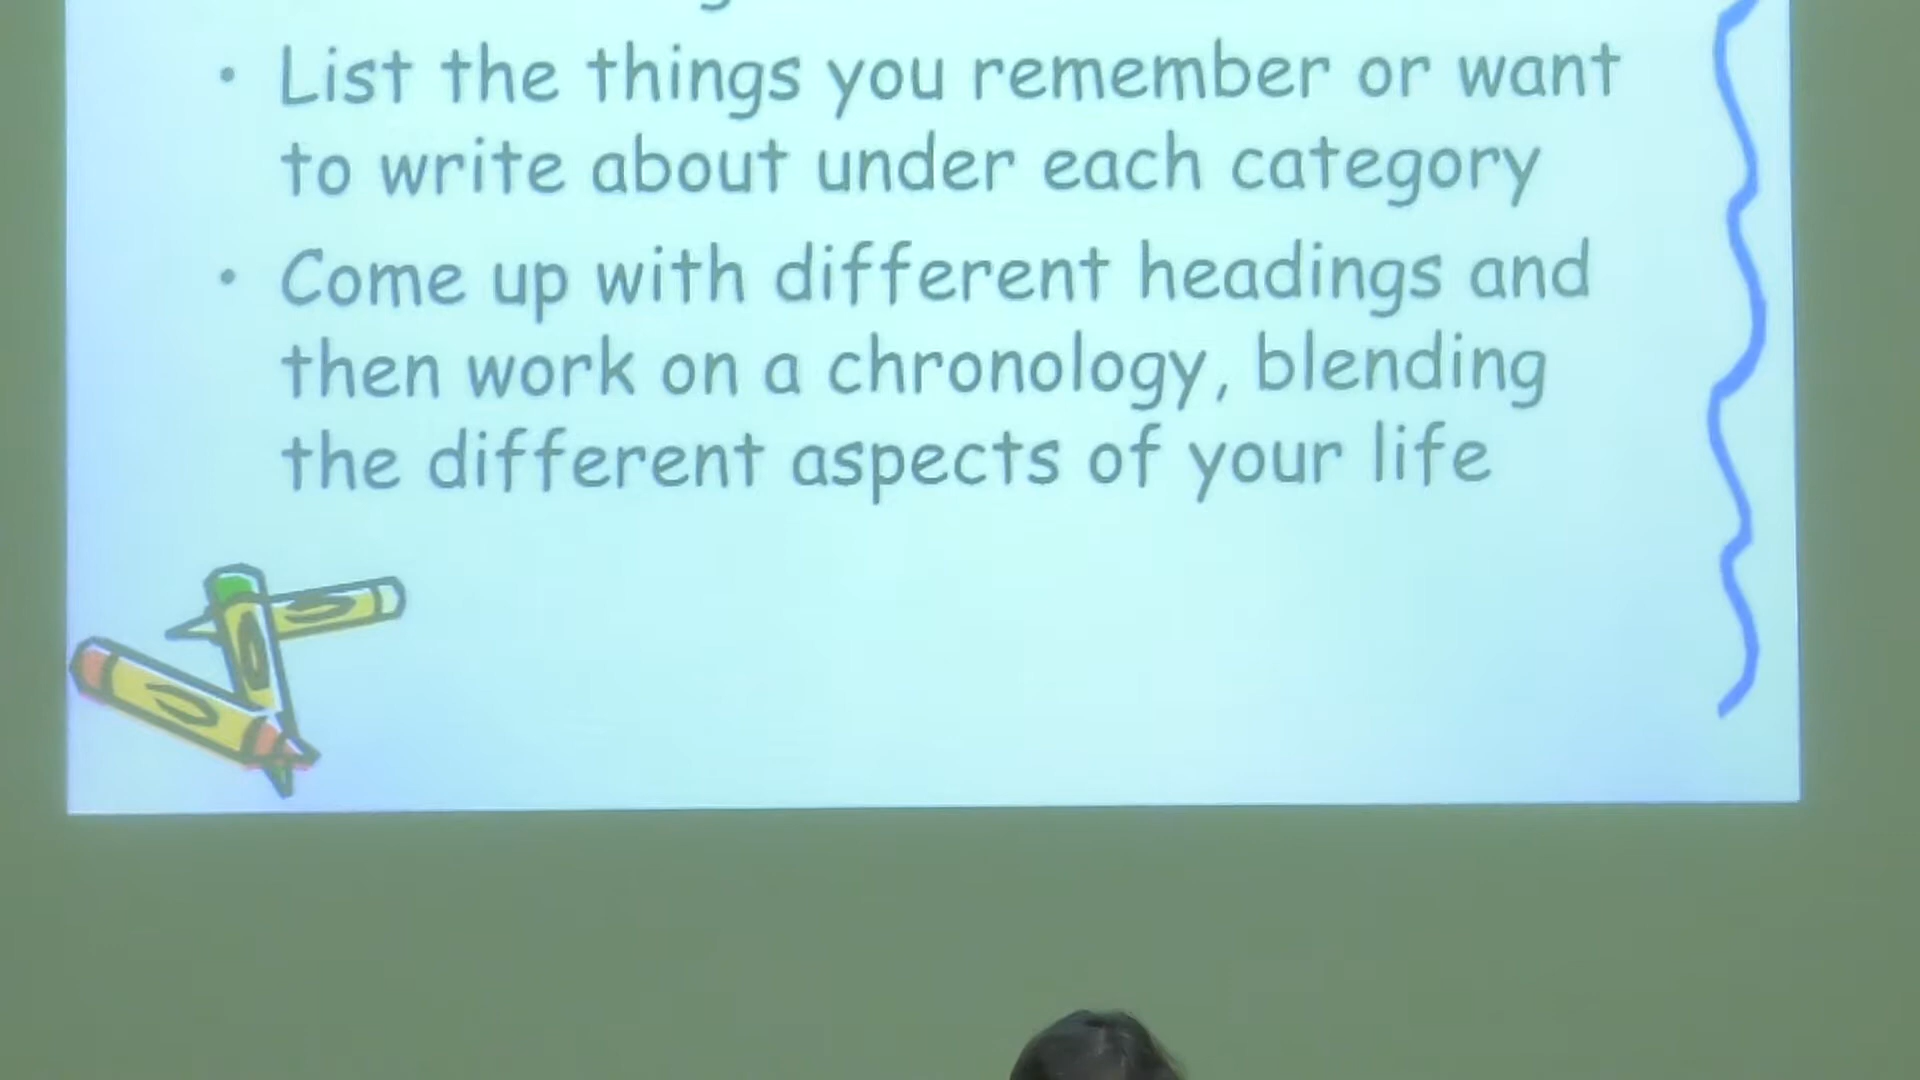 • List the things you remember or want
to write about under each category
• Come up with different headings and
then work on a chronology, blending
the different aspects of your life